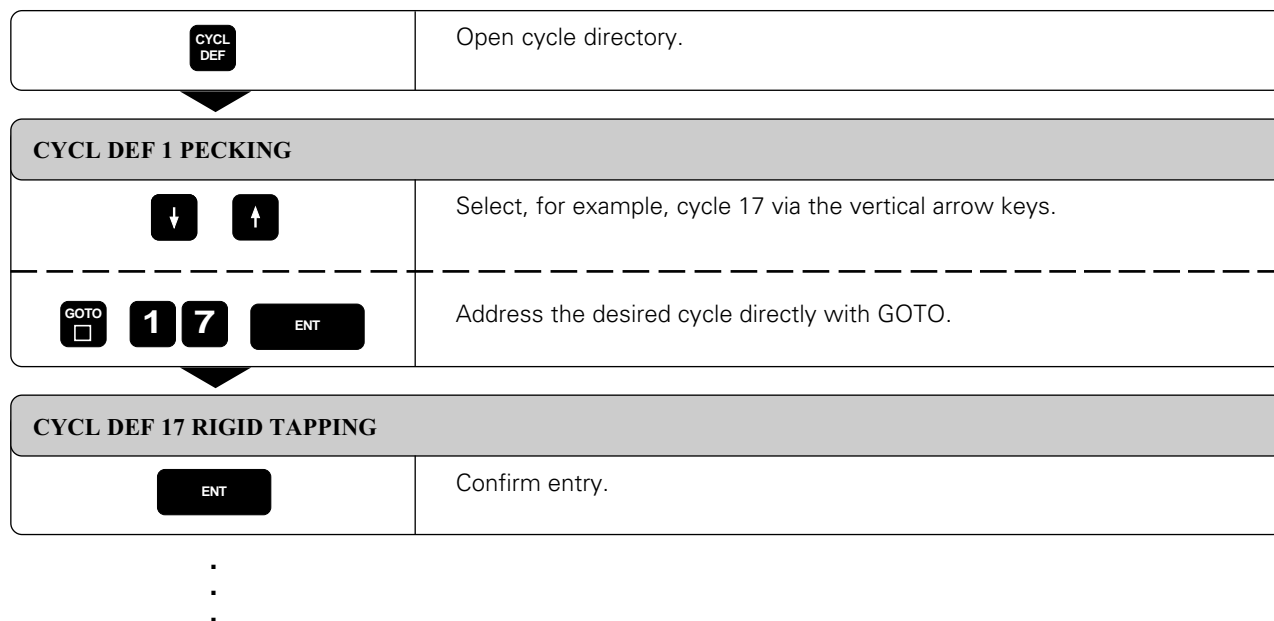 CYCL
DEF
Open cycle directory.
CYCL DEF 1 PECKING
Select, for example, cycle 17 via the vertical arrow keys.
GOTO 1 7 ENT
Address the desired cycle directly with GOTO.
CYCL DEF 17 RIGID TAPPING
ENT
Confirm entry.
.
.
.